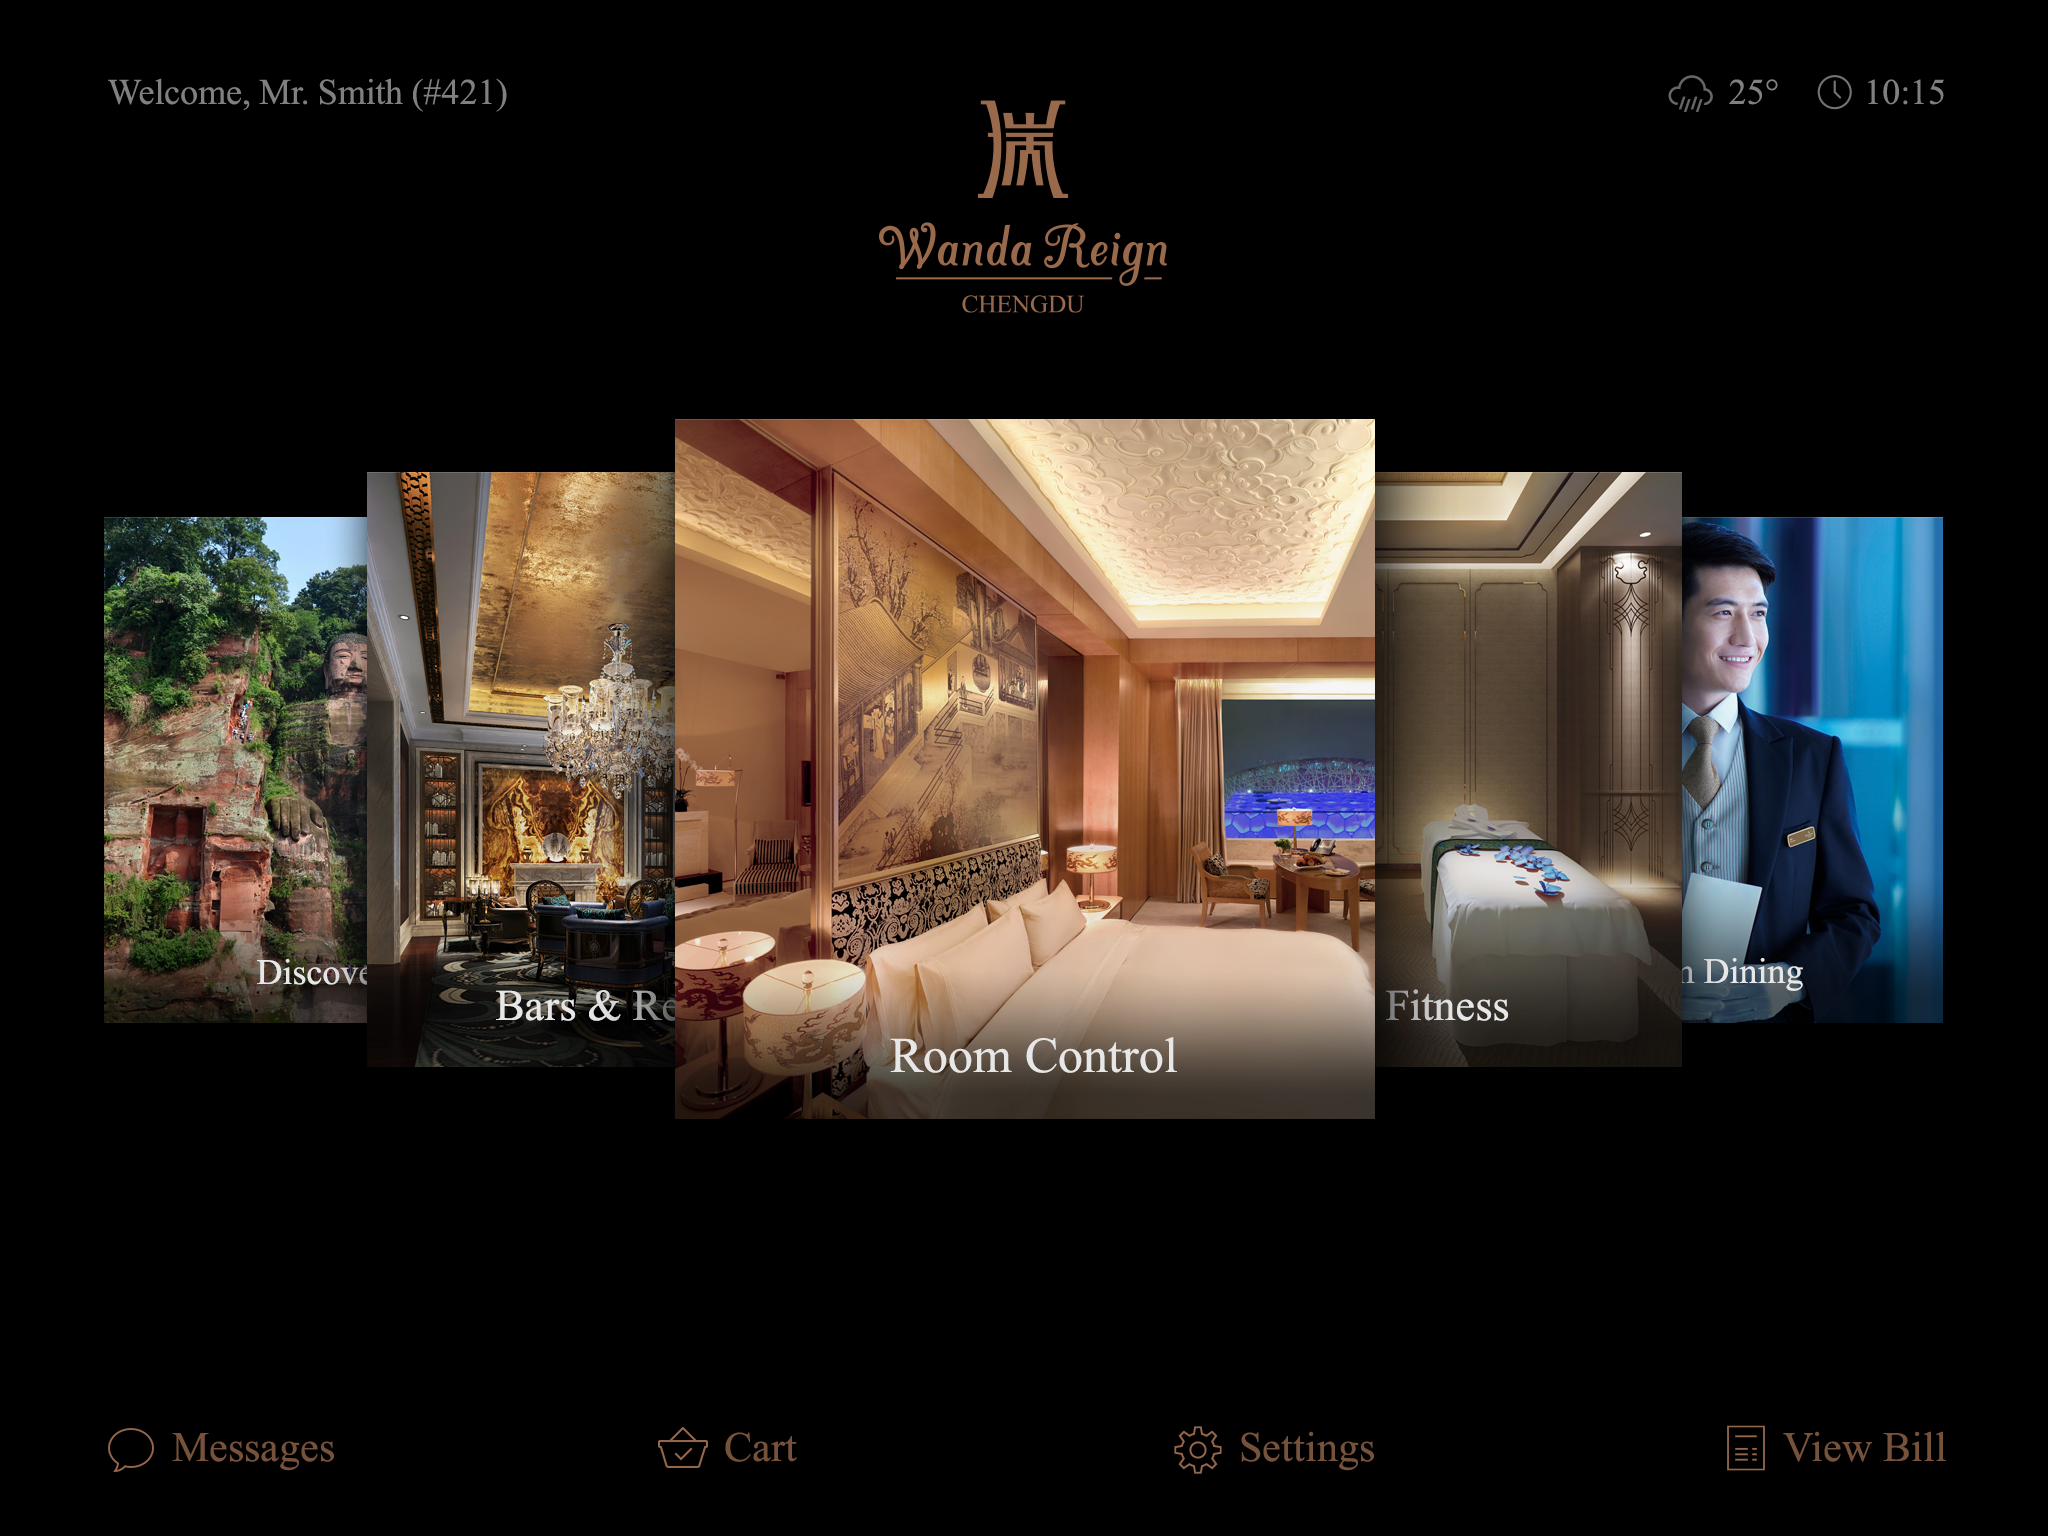 Welcome, Mr. Smith (#421)
25°
10:15
瑞
Wanda Reign
CHENGDU
Discove
Bars & Re
Room Control
Fitness
Dining
Messages
Cart
Settings
View Bill